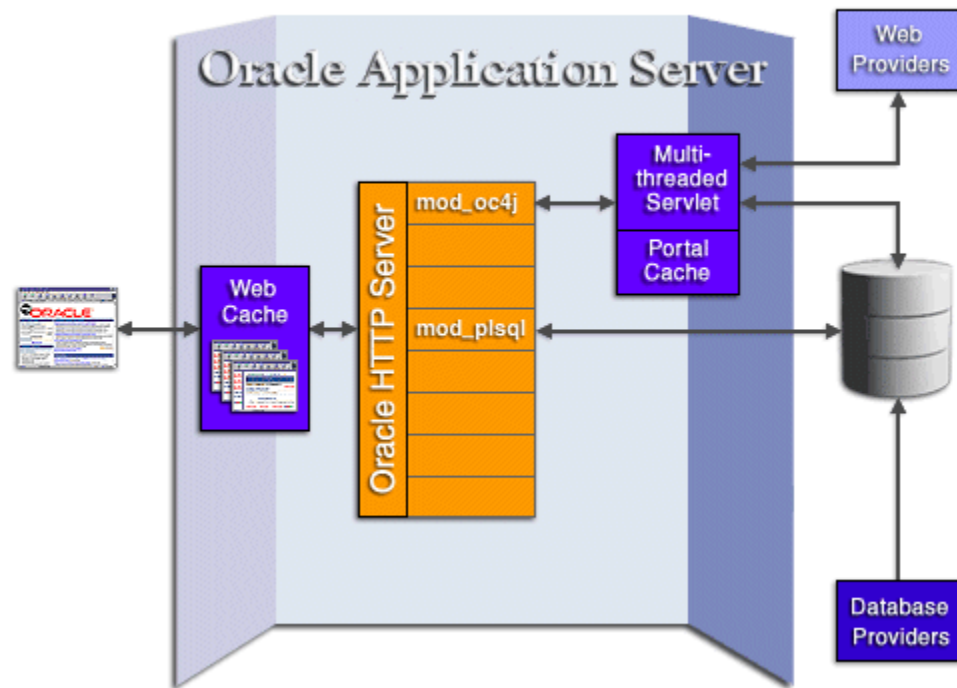 Oracle Application Server
Web
Providers
Multi-
threaded
Servlet
Portal
Cache
mod_oc4j
Oracle HTTP Server
mod_plsql
Web
Cache
ORACLE
Database
Providers